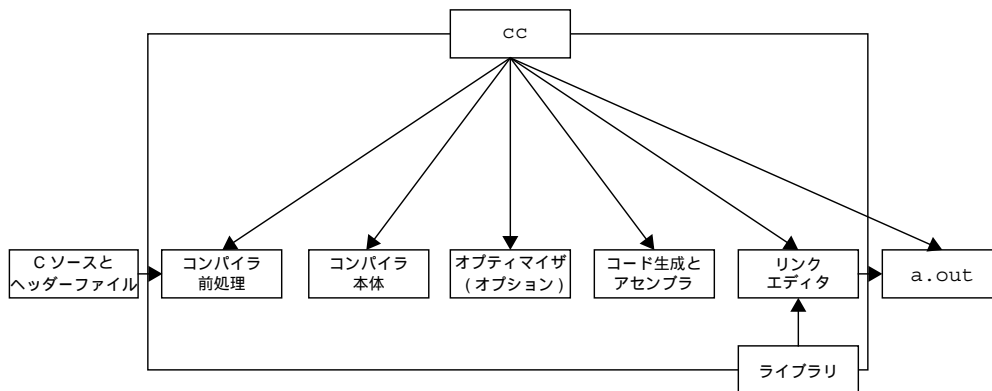 cc
C ソースと
ヘッダーファイル
コンパイラ
前処理
コンパイラ
本体
オプティマイザ
(オプション)
コード生成と
アセンブラ
リンク
エディタ
a.out
ライブラリ